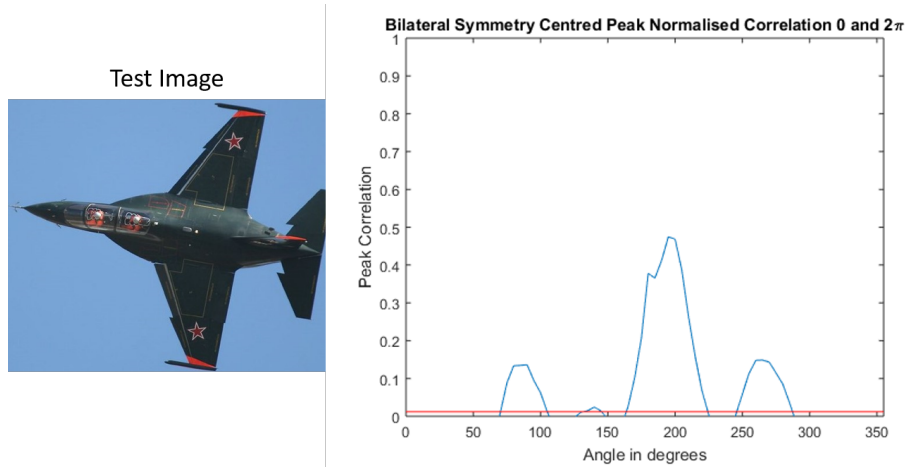 Test Image
Bilateral Symmetry Centred Peak Normalised Correlation 0 and 2π
Peak Correlation
1
0.9
0.8
0.7
0.6
0.5
0.4
0.3
0.2
0.1
0
0 50 100 150 200 250 300 350
Angle in degrees